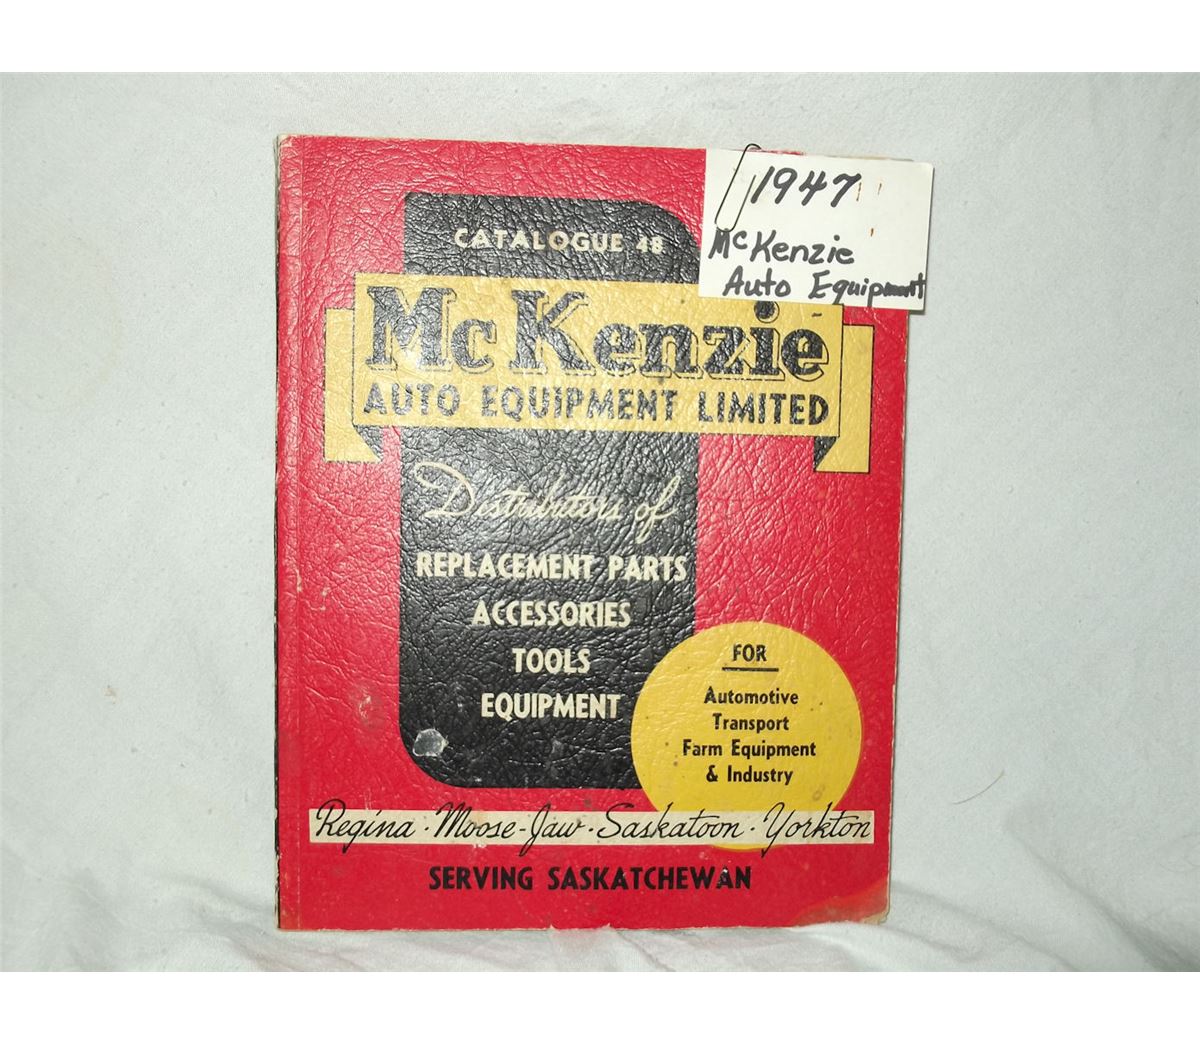 1947
McKenzie
Auto Equipment
CATALOGUE 48
McKenzie
AUTO EQUIPMENT LIMITED
Distributors of
REPLACEMENT PARTS
ACCESSORIES
TOOLS
EQUIPMENT
FOR
Automotive
Transport
Farm Equipment
& Industry
Regina · Moose-Jaw · Saskatoon · Yorkton
SERVING SASKATCHEWAN